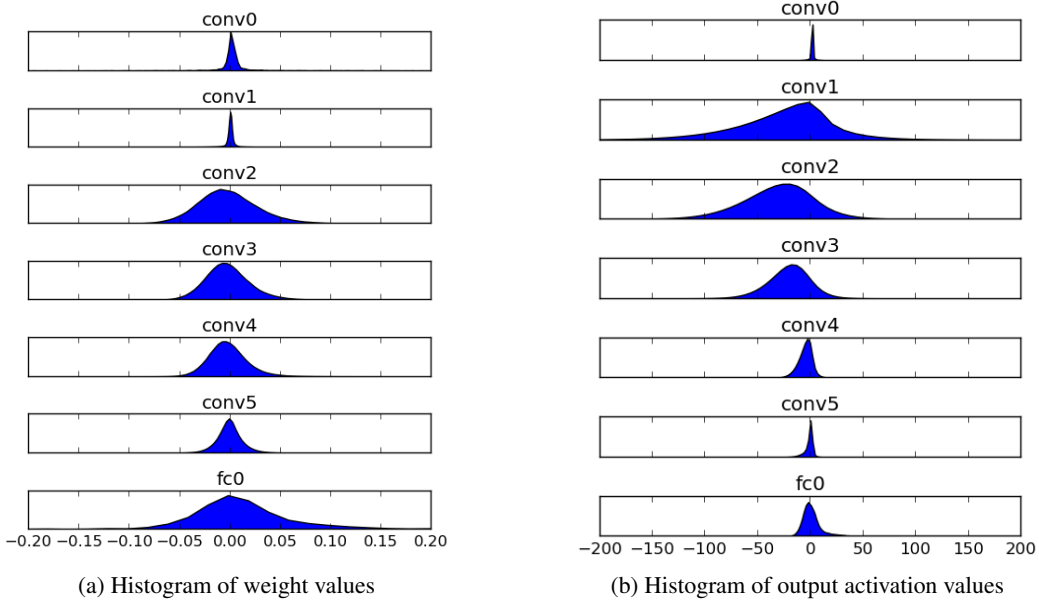 conv0
conv1
conv2
conv3
conv4
conv5
fc0
−0.20 −0.15 −0.10 −0.05 0.00 0.05 0.10 0.15 0.20
(a) Histogram of weight values
conv0
conv1
conv2
conv3
conv4
conv5
fc0
−200 −150 −100 −50 0 50 100 150 200
(b) Histogram of output activation values